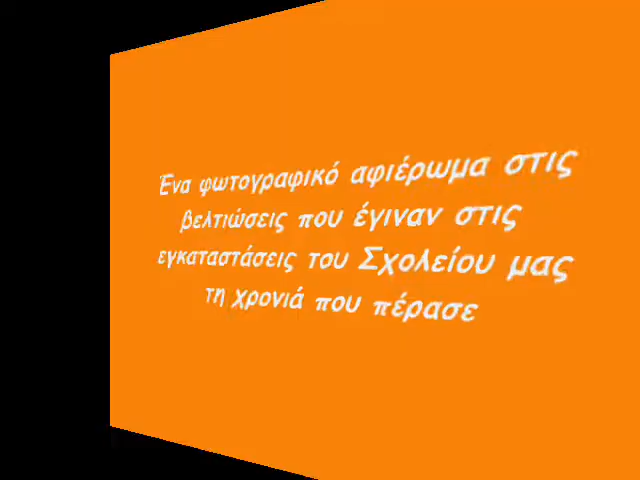 Ένα φωτογραφικό αφιέρωμα στις
βελτιώσεις που έγιναν στις
εγκαταστάσεις του Σχολείου μας
τη χρονιά που πέρασε